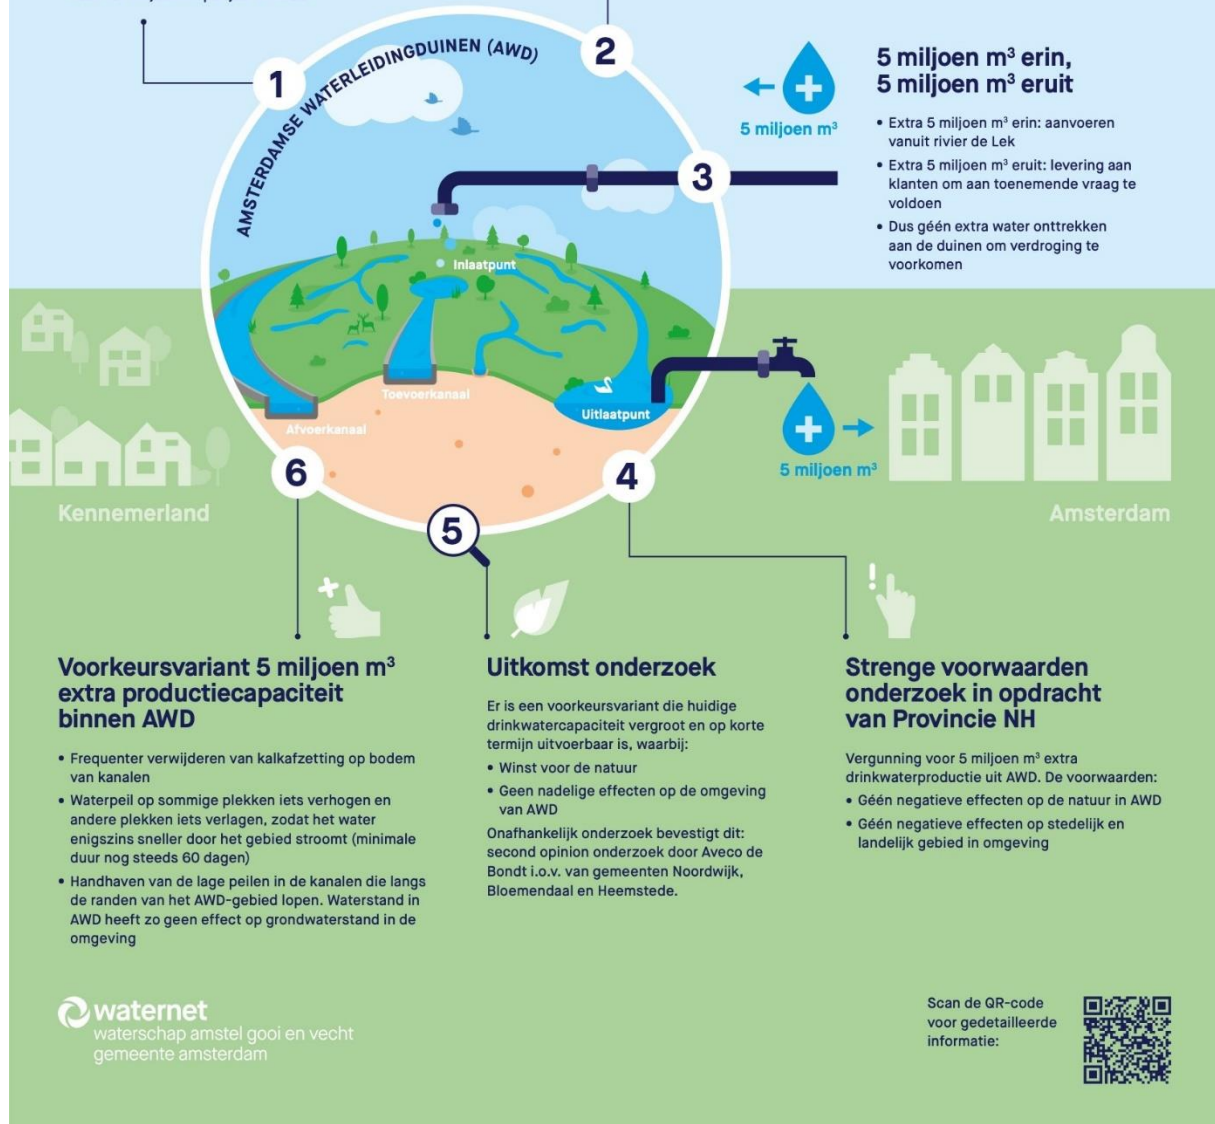 AMSTERDAMSE WATERLEIDINGDUINEN (AWD)
1
2
3
5 miljoen m³
5 miljoen m³ erin,
5 miljoen m³ eruit
• Extra 5 miljoen m³ erin: aanvoeren
vanuit rivier de Lek
• Extra 5 miljoen m³ eruit: levering aan
klanten om aan toenemende vraag te
voldoen
• Dus géén extra water onttrekken
aan de duinen om verdroging te
voorkomen
Inlaatpunt
Toevoerkanaal
Afvoerkanaal
Uitlaatpunt
5 miljoen m³
Kennemerland
Amsterdam
6
5
4
Voorkeursvariant 5 miljoen m³
extra productiecapaciteit
binnen AWD
• Frequenter verwijderen van kalkafzetting op bodem
van kanalen
• Waterpeil op sommige plekken iets verhogen en
andere plekken iets verlagen, zodat het water
enigszins sneller door het gebied stroomt (minimale
duur nog steeds 60 dagen)
• Handhaven van de lage peilen in de kanalen die langs
de randen van het AWD-gebied lopen. Waterstand in
AWD heeft zo geen effect op grondwaterstand in de
omgeving
Uitkomst onderzoek
Er is een voorkeursvariant die huidige
drinkwatercapaciteit vergroot en op korte
termijn uitvoerbaar is, waarbij:
• Winst voor de natuur
• Geen nadelige effecten op de omgeving
van AWD
Onafhankelijk onderzoek bevestigt dit:
second opinion onderzoek door Aveco de
Bondt i.o.v. van gemeenten Noordwijk,
Bloemendaal en Heemstede.
Strenge voorwaarden
onderzoek in opdracht
van Provincie NH
Vergunning voor 5 miljoen m³ extra
drinkwaterproductie uit AWD. De voorwaarden:
• Géén negatieve effecten op de natuur in AWD
• Géén negatieve effecten op stedelijk en
landelijk gebied in omgeving
waternet
waterschap amstel gooi en vecht
gemeente amsterdam
Scan de QR-code
voor gedetailleerde
informatie: